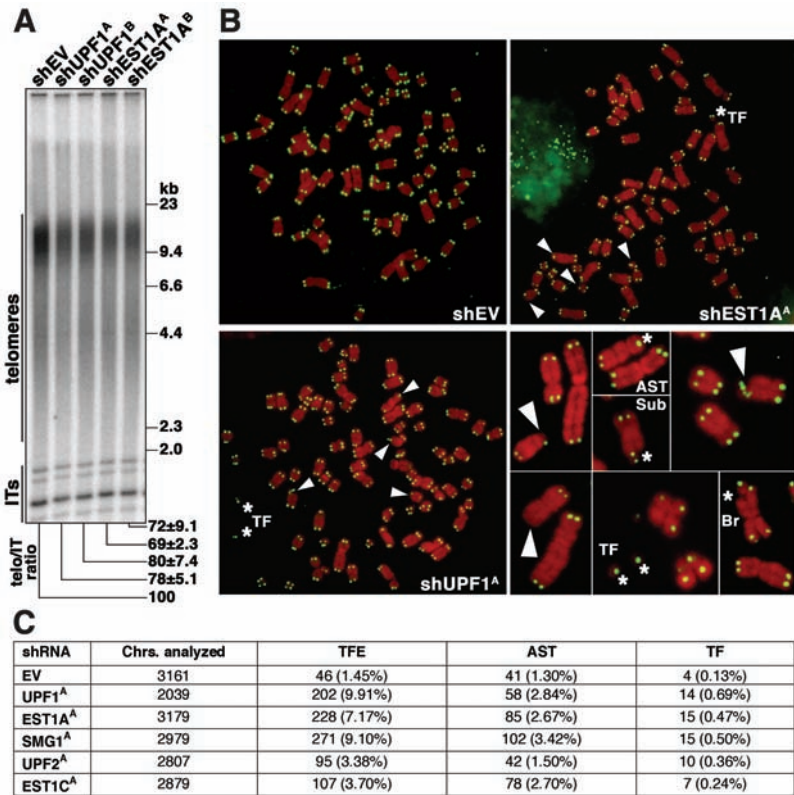 A
shEV
shUPF1A
shUPF1B
shEST1AA
shEST1AB
kb
23
9.4
6.6
4.4
2.3
2.0
telomeres
ITs
telo/IT
ratio
72±9.1
69±2.3
80±7.4
78±5.1
100
B
shEV
*TF
shEST1AA
* TF
*
shUPF1A
*
AST
Sub
*
TF
* *
*
Br
C
shRNA Chrs. analyzed TFE AST TF
EV 3161 46 (1.45%) 41 (1.30%) 4 (0.13%)
UPF1A 2039 202 (9.91%) 58 (2.84%) 14 (0.69%)
EST1AA 3179 228 (7.17%) 85 (2.67%) 15 (0.47%)
SMG1A 2979 271 (9.10%) 102 (3.42%) 15 (0.50%)
UPF2A 2807 95 (3.38%) 42 (1.50%) 10 (0.36%)
EST1CA 2879 107 (3.70%) 78 (2.70%) 7 (0.24%)